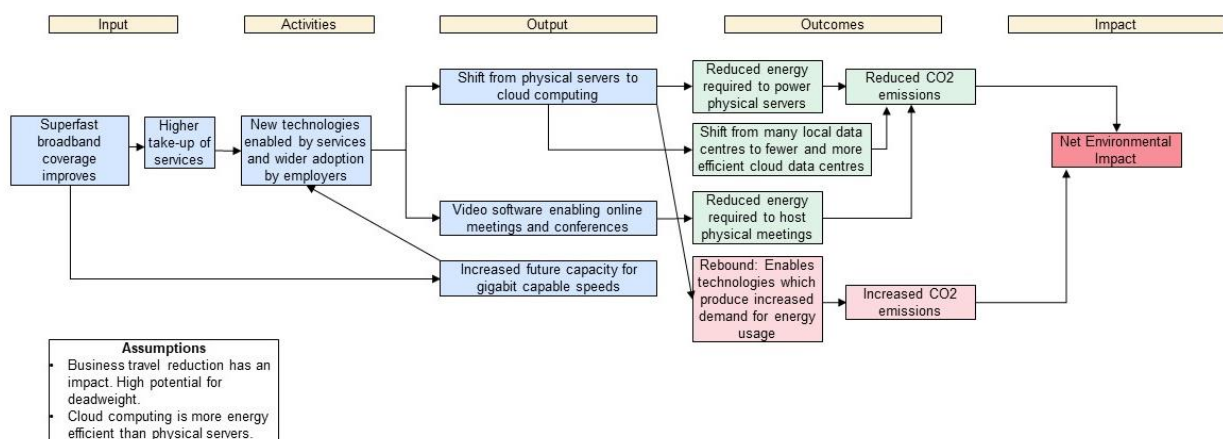 Input
Activities
Output
Outcomes
Impact
Superfast
broadband
coverage
improves
Higher
take-up of
services
New technologies
enabled by services
and wider adoption
by employers
Shift from physical servers to
cloud computing
Video software enabling online
meetings and conferences
Increased future capacity for
gigabit capable speeds
Reduced energy
required to power
physical servers
Shift from many local data
centres to fewer and more
efficient cloud data centres
Reduced energy
required to host
physical meetings
Rebound: Enables
technologies which
produce increased
demand for energy
usage
Reduced CO2
emissions
Increased CO2
emissions
Net Environmental
Impact
Assumptions
▪ Business travel reduction has an
impact. High potential for
deadweight.
▪ Cloud computing is more energy
efficient than physical servers.